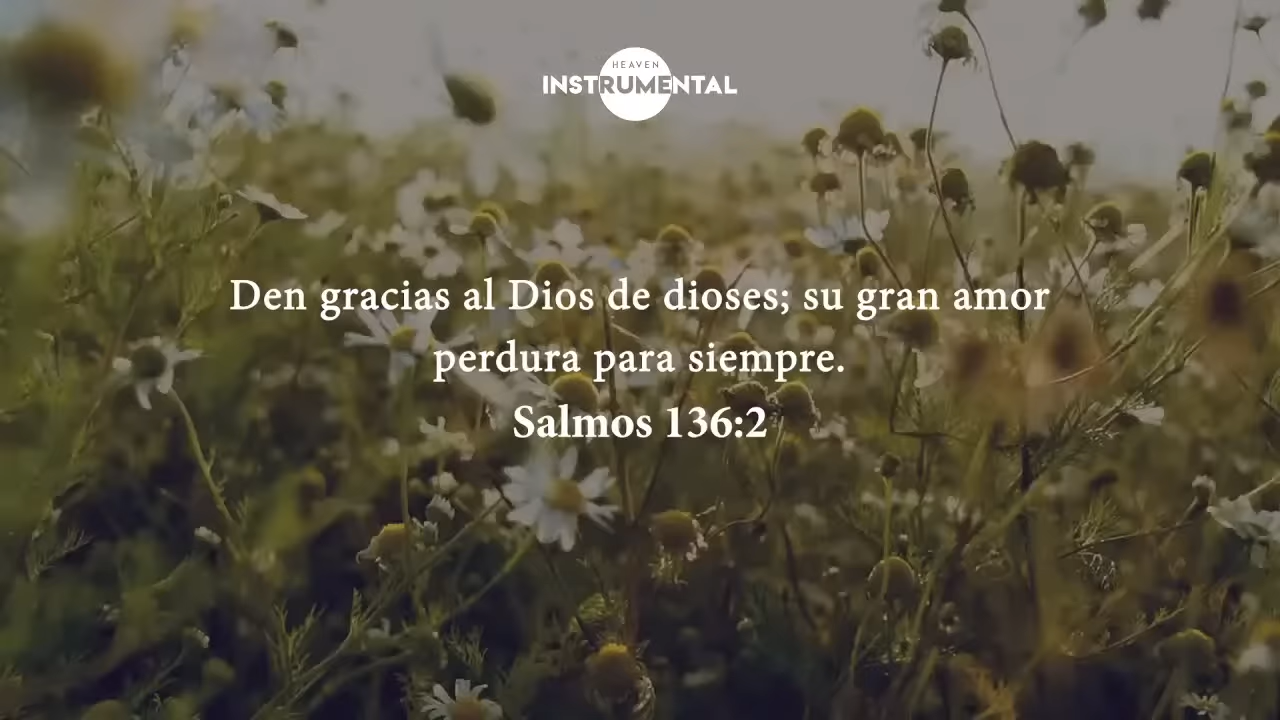 HEAVEN
INSTRUMENTAL
Den gracias al Dios de dioses; su gran amor
perdura para siempre.
Salmos 136:2